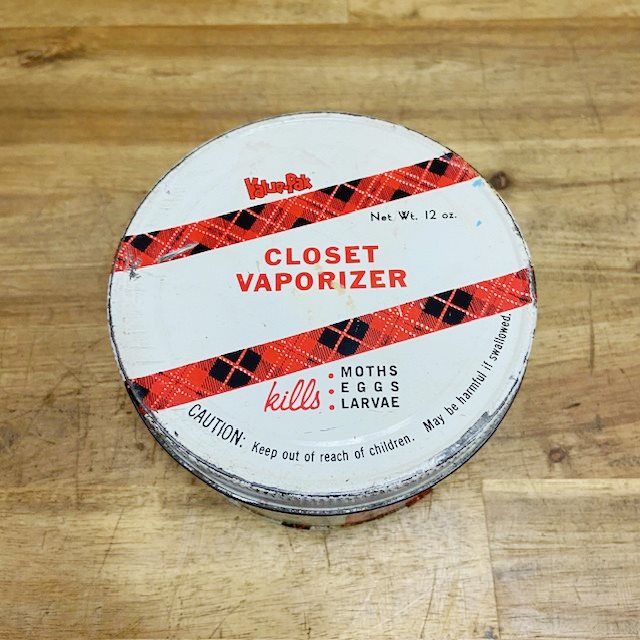 Value-Pak
Net. Wt. 12 oz.
CLOSET
VAPORIZER
kills:
MOTHS
EGGS
LARVAE
CAUTION: Keep out of reach of children. May be harmful if swallowed.